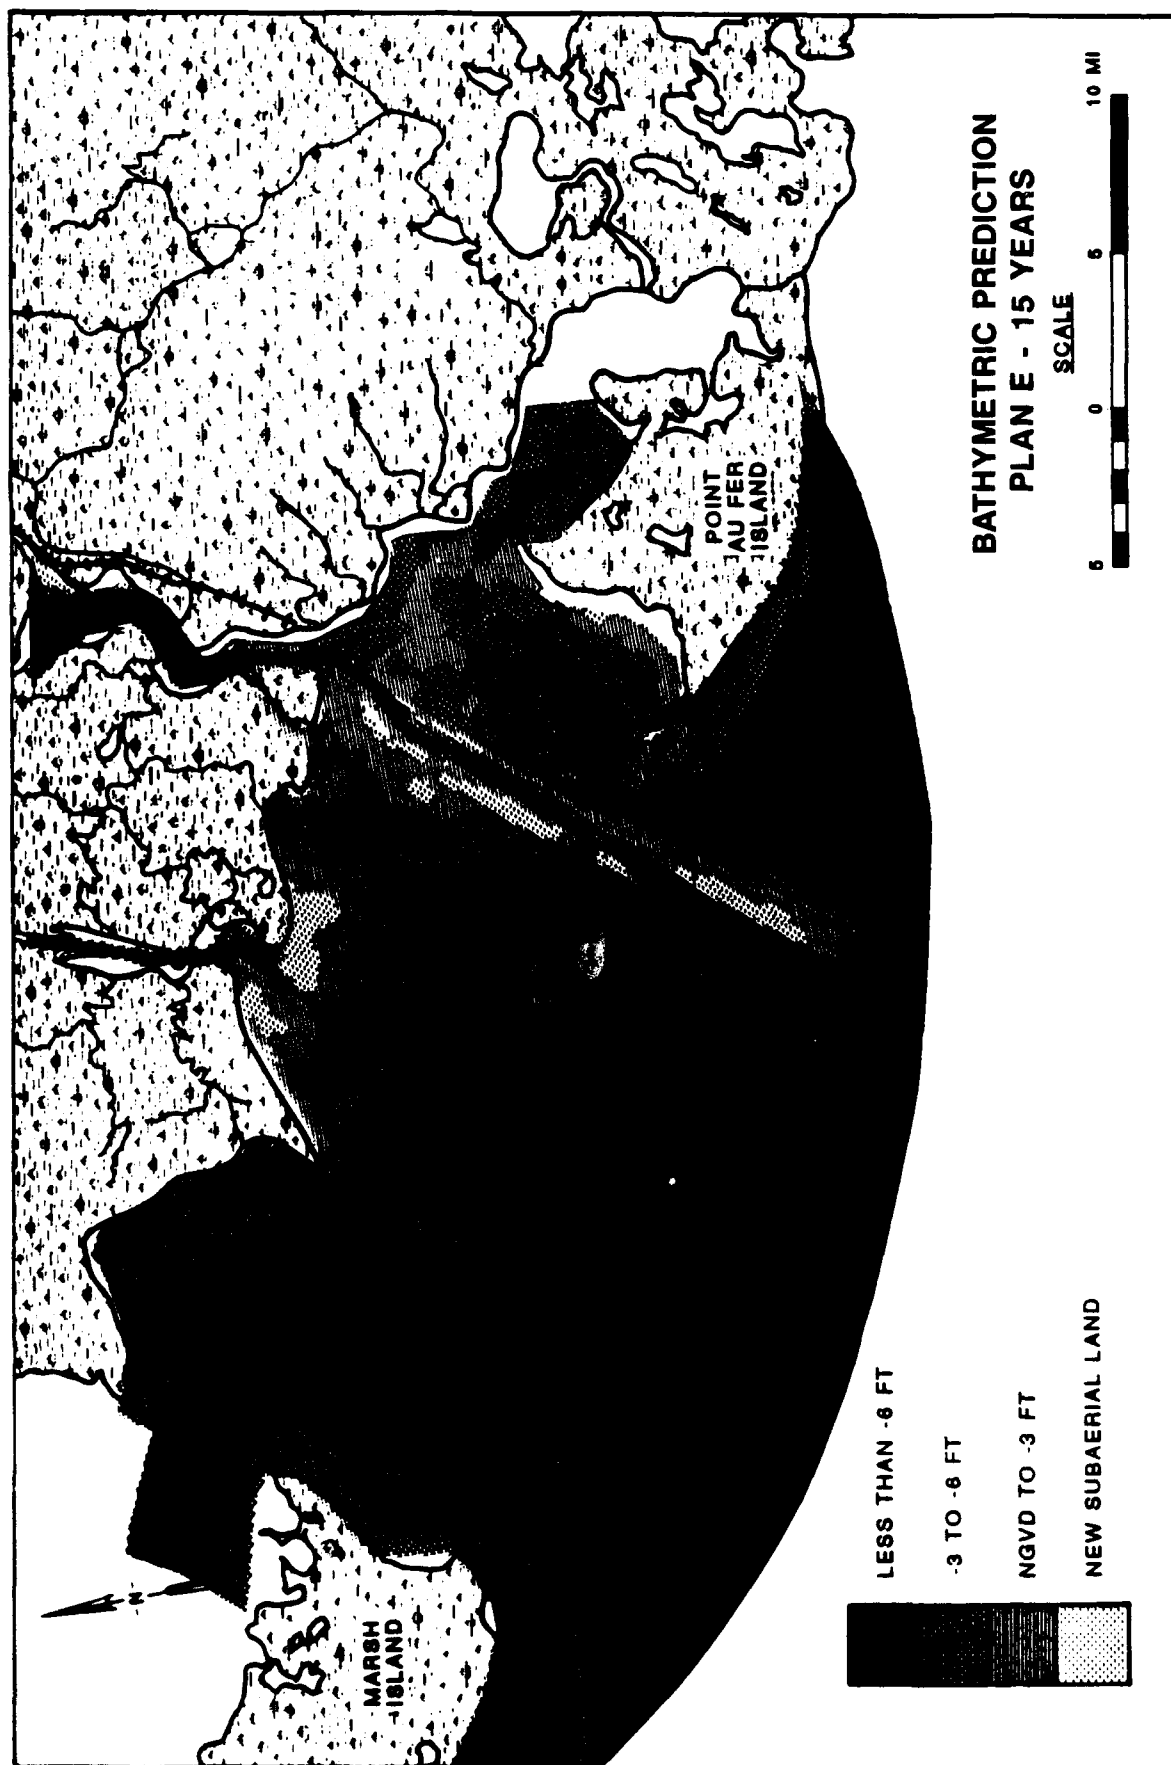 MARSH
ISLAND
POINT
AU FER
ISLAND
N
LESS THAN -6 FT
-3 TO -6 FT
NGVD TO -3 FT
NEW SUBAERIAL LAND
BATHYMETRIC PREDICTION
PLAN E - 15 YEARS
SCALE
5 0 5 10 MI